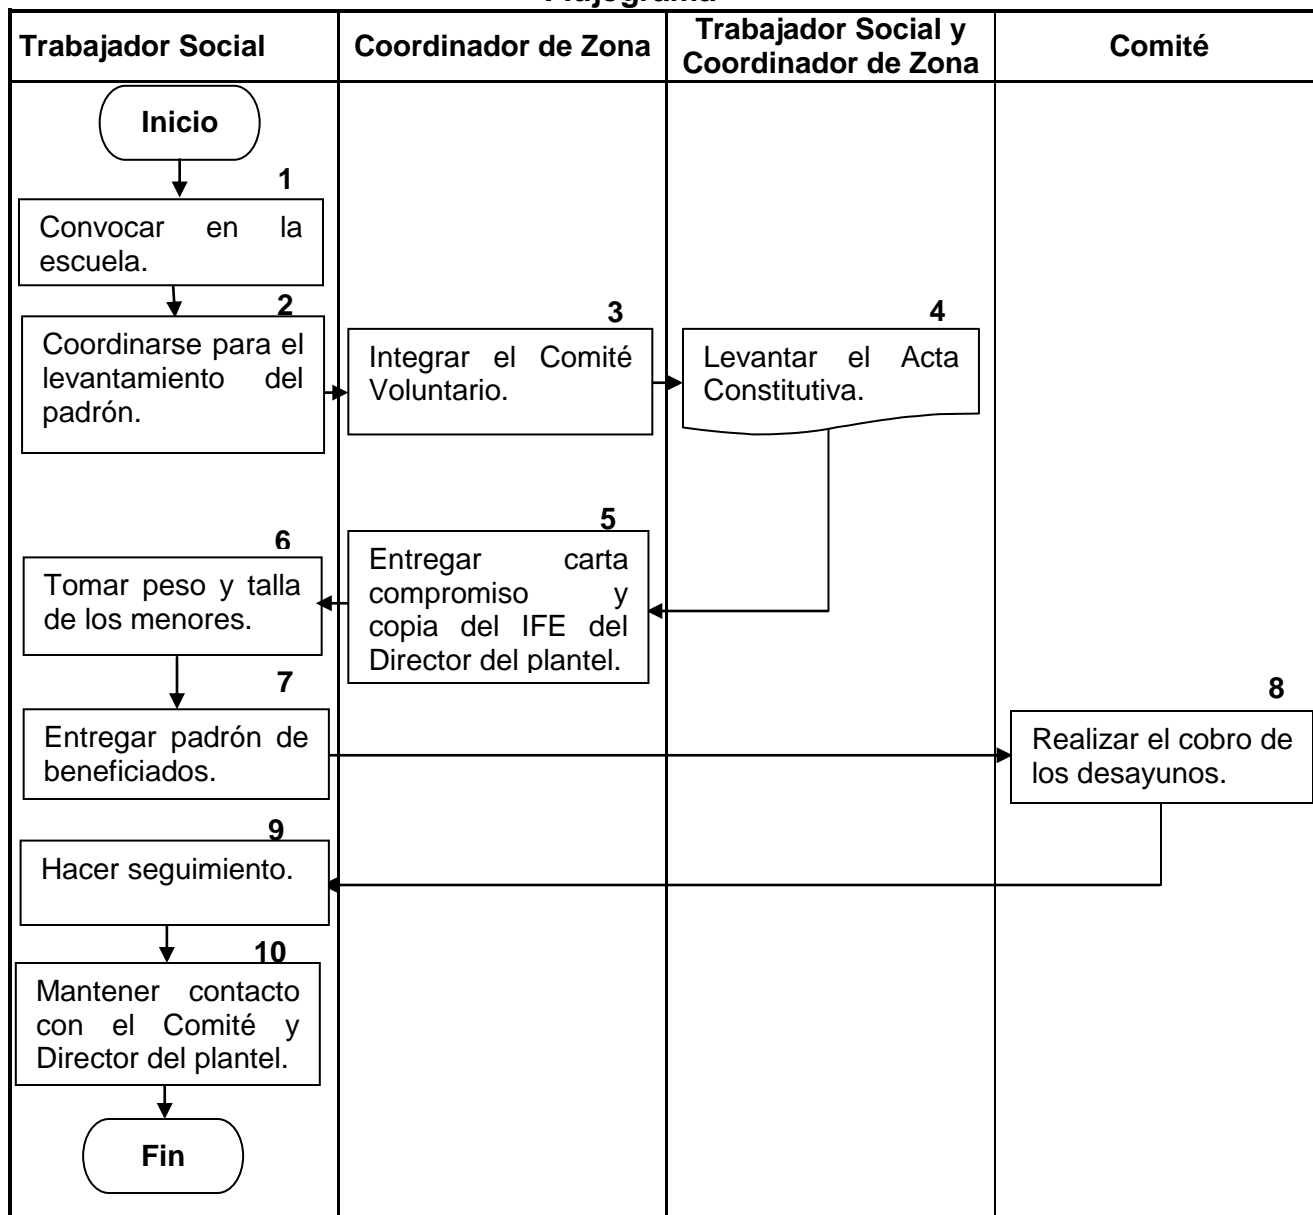 Flujograma
Trabajador Social
Coordinador de Zona
Trabajador Social y
Coordinador de Zona
Comité
Inicio
1
Convocar en la
escuela.
2
Coordinarse para el
levantamiento del
padrón.
3
Integrar el Comité
Voluntario.
4
Levantar el Acta
Constitutiva.
5
Entregar carta
compromiso y
copia del IFE del
Director del plantel.
6
Tomar peso y talla
de los menores.
7
Entregar padrón de
beneficiados.
8
Realizar el cobro de
los desayunos.
9
Hacer seguimiento.
10
Mantener contacto
con el Comité y
Director del plantel.
Fin